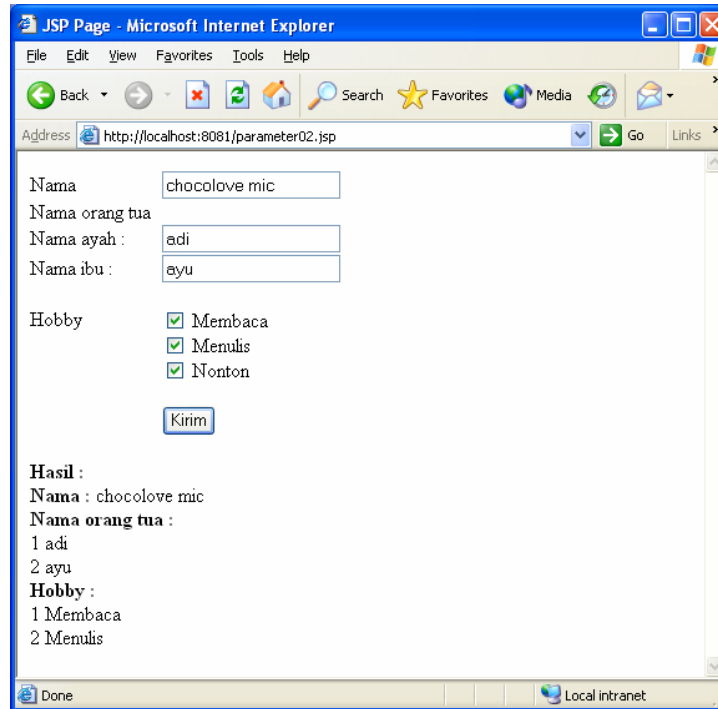 JSP Page - Microsoft Internet Explorer
File Edit View Favorites Tools Help
Back Search Favorites Media
Address http://localhost:8081/parameter02.jsp Go Links
Nama chocolove mic
Nama orang tua
Nama ayah : adi
Nama ibu : ayu
Hobby Membaca
Menulis
Nonton
Kirim
Hasil :
Nama : chocolove mic
Nama orang tua :
1 adi
2 ayu
Hobby :
1 Membaca
2 Menulis
Done Local intranet